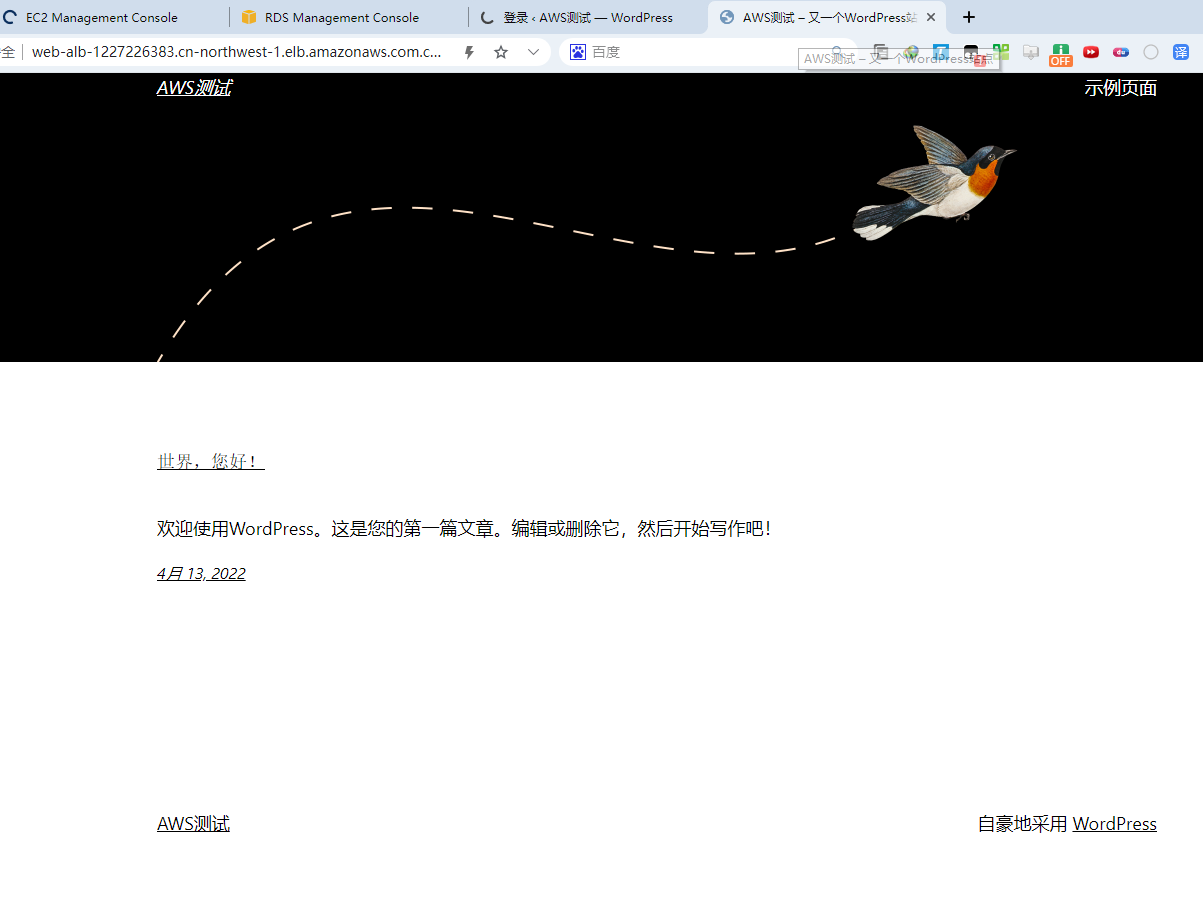 EC2 Management Console
RDS Management Console
登录 ‹ AWS测试 — WordPress
AWS测试 – 又一个WordPress站
全
web-alb-1227226383.cn-northwest-1.elb.amazonaws.com.c...
百度
AWS测试 – 又一个WordPress站点
OFF
du
译
AWS测试
示例页面
世界，您好！
欢迎使用WordPress。这是您的第一篇文章。编辑或删除它，然后开始写作吧！
4月 13, 2022
AWS测试
自豪地采用 WordPress